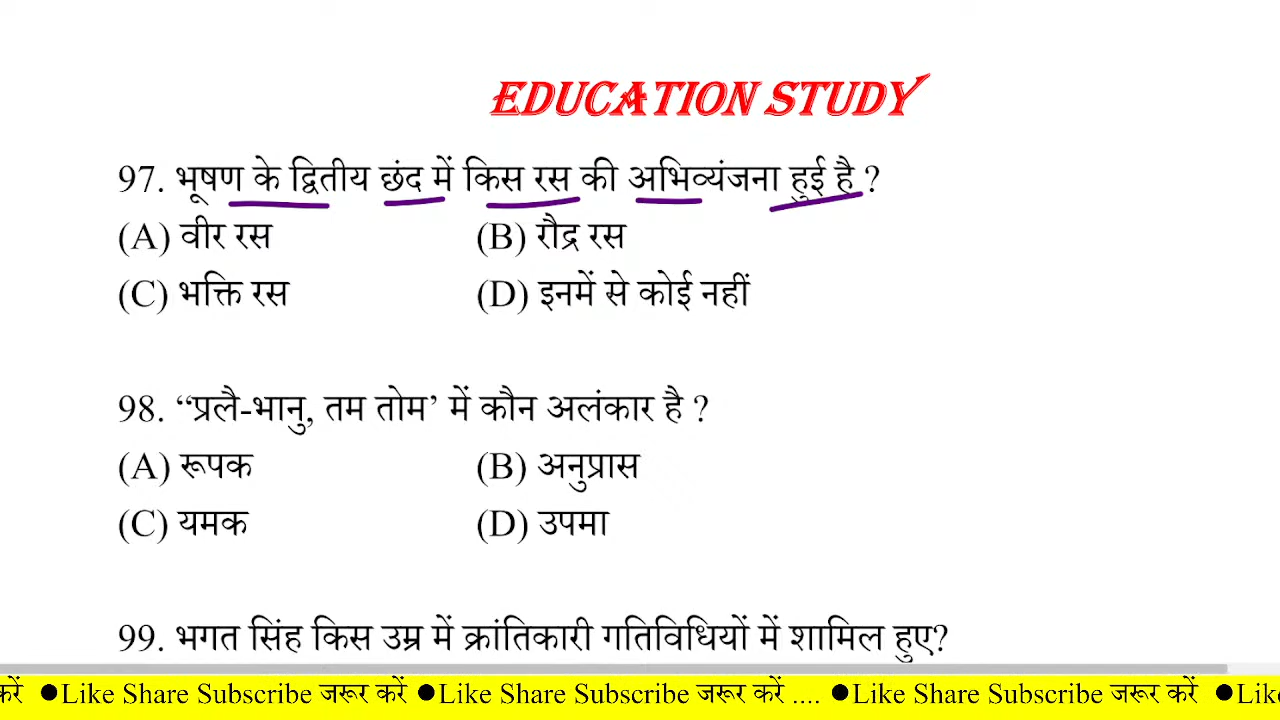 EDUCATION STUDY
97. भूषण के द्वितीय छंद में किस रस की अभिव्यंजना हुई है ?
(A) वीर रस (B) रौद्र रस
(C) भक्ति रस (D) इनमें से कोई नहीं
98. “प्रलै-भानु, तम तोम’ में कौन अलंकार है ?
(A) रूपक (B) अनुप्रास
(C) यमक (D) उपमा
99. भगत सिंह किस उम्र में क्रांतिकारी गतिविधियों में शामिल हुए?
करें ●Like Share Subscribe जरूर करें ●Like Share Subscribe जरूर करें .... ●Like Share Subscribe जरूर करें ●Like